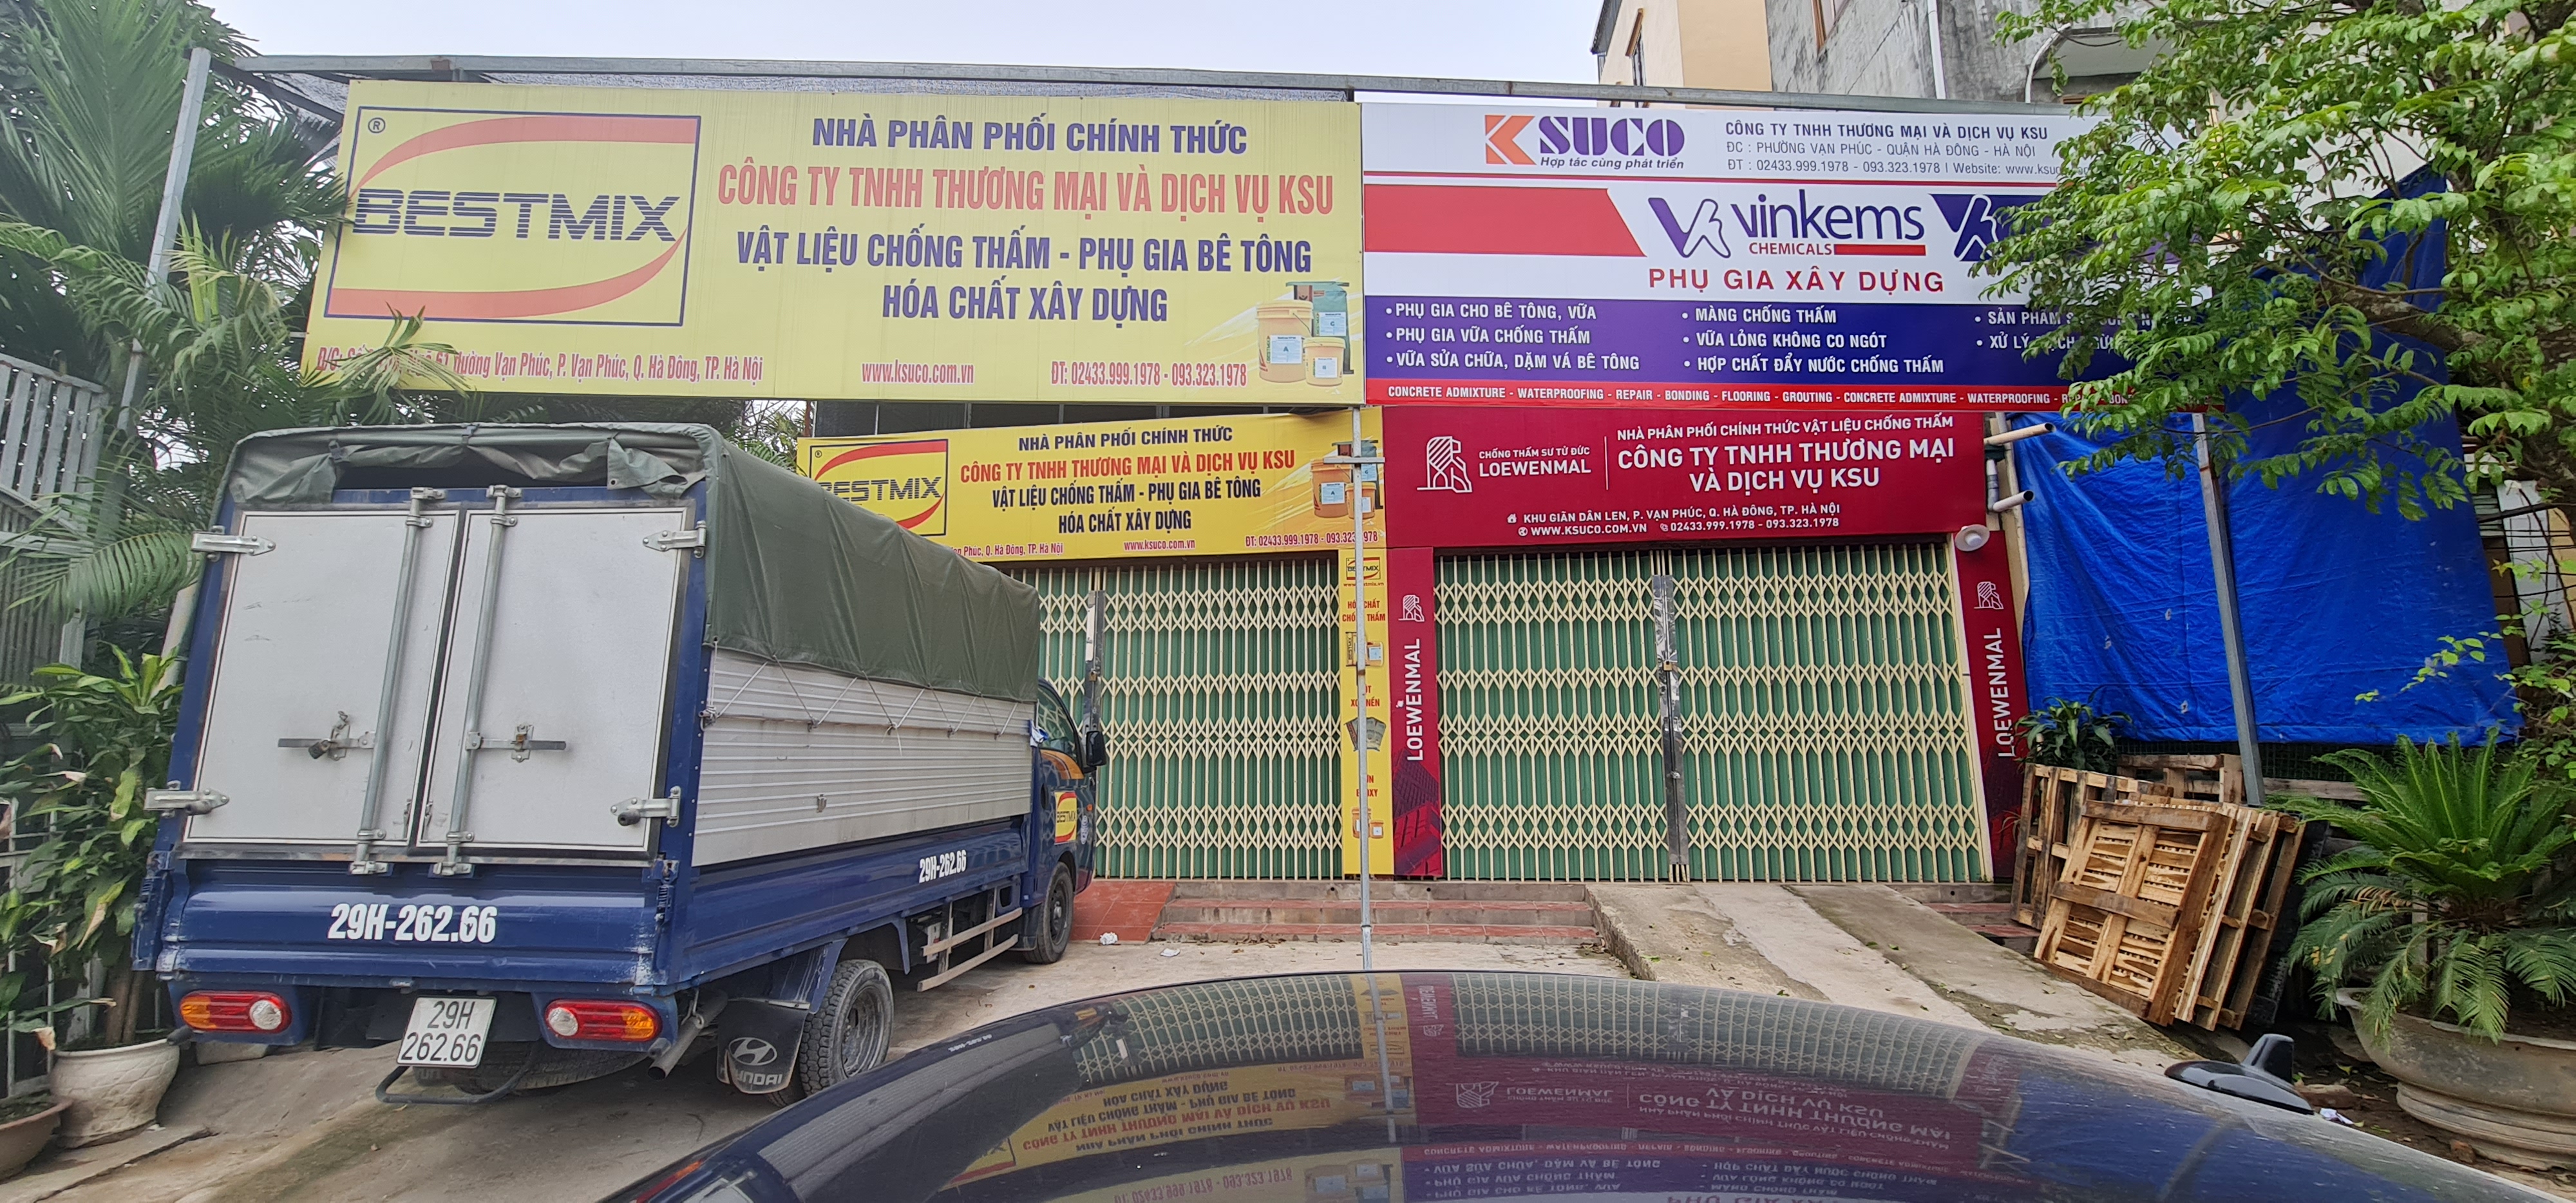 ®
BESTMIX
NHÀ PHÂN PHỐI CHÍNH THỨC
CÔNG TY TNHH THƯƠNG MẠI VÀ DỊCH VỤ KSU
VẬT LIỆU CHỐNG THẤM - PHỤ GIA BÊ TÔNG
HÓA CHẤT XÂY DỰNG
Đ/C: 61 Đường Vạn Phúc, P. Vạn Phúc, Q. Hà Đông, TP. Hà Nội
www.ksuco.com.vn
ĐT: 02433.999.1978 - 093.323.1978
KSUCO
Hợp tác cùng phát triển
CÔNG TY TNHH THƯƠNG MẠI VÀ DỊCH VỤ KSU
ĐC : PHƯỜNG VẠN PHÚC - QUẬN HÀ ĐÔNG - HÀ NỘI
ĐT : 02433.999.1978 - 093.323.1978 | Website:
vinkems
CHEMICALS
PHỤ GIA XÂY DỰNG
• PHỤ GIA CHO BÊ TÔNG, VỮA
• PHỤ GIA VỮA CHỐNG THẤM
• VỮA SỬA CHỮA, DẶM VÁ BÊ TÔNG
• MÀNG CHỐNG THẤM
• VỮA LỎNG KHÔNG CO NGÓT
• HỢP CHẤT ĐẨY NƯỚC CHỐNG THẤM
• SẢN PHẨM
• XỬ LÝ
CONCRETE ADMIXTURE - WATERPROOFING - REPAIR - BONDING - FLOORING - GROUTING - CONCRETE ADMIXTURE - WATERPROOFING -
BESTMIX
NHÀ PHÂN PHỐI CHÍNH THỨC
CÔNG TY TNHH THƯƠNG MẠI VÀ DỊCH VỤ KSU
VẬT LIỆU CHỐNG THẤM - PHỤ GIA BÊ TÔNG
HÓA CHẤT XÂY DỰNG
Phúc, Q. Hà Đông, TP. Hà Nội
www.ksuco.com.vn
ĐT: 02433.999.1978 - 093.323.1978
CHỐNG THẤM SƯ TỬ ĐỨC
LOEWENMAL
NHÀ PHÂN PHỐI CHÍNH THỨC VẬT LIỆU CHỐNG THẤM
CÔNG TY TNHH THƯƠNG MẠI
VÀ DỊCH VỤ KSU
KHU GIÃN DÂN LEN, P. VẠN PHÚC, Q. HÀ ĐÔNG, TP. HÀ NỘI
WWW.KSUCO.COM.VN 02433.999.1978 - 093.323.1978
BESTMIX
LOEWENMAL
LOEWENMAL
BESTMIX
29H-262.66
29H-262.66
29H
262.66
HYUNDAI